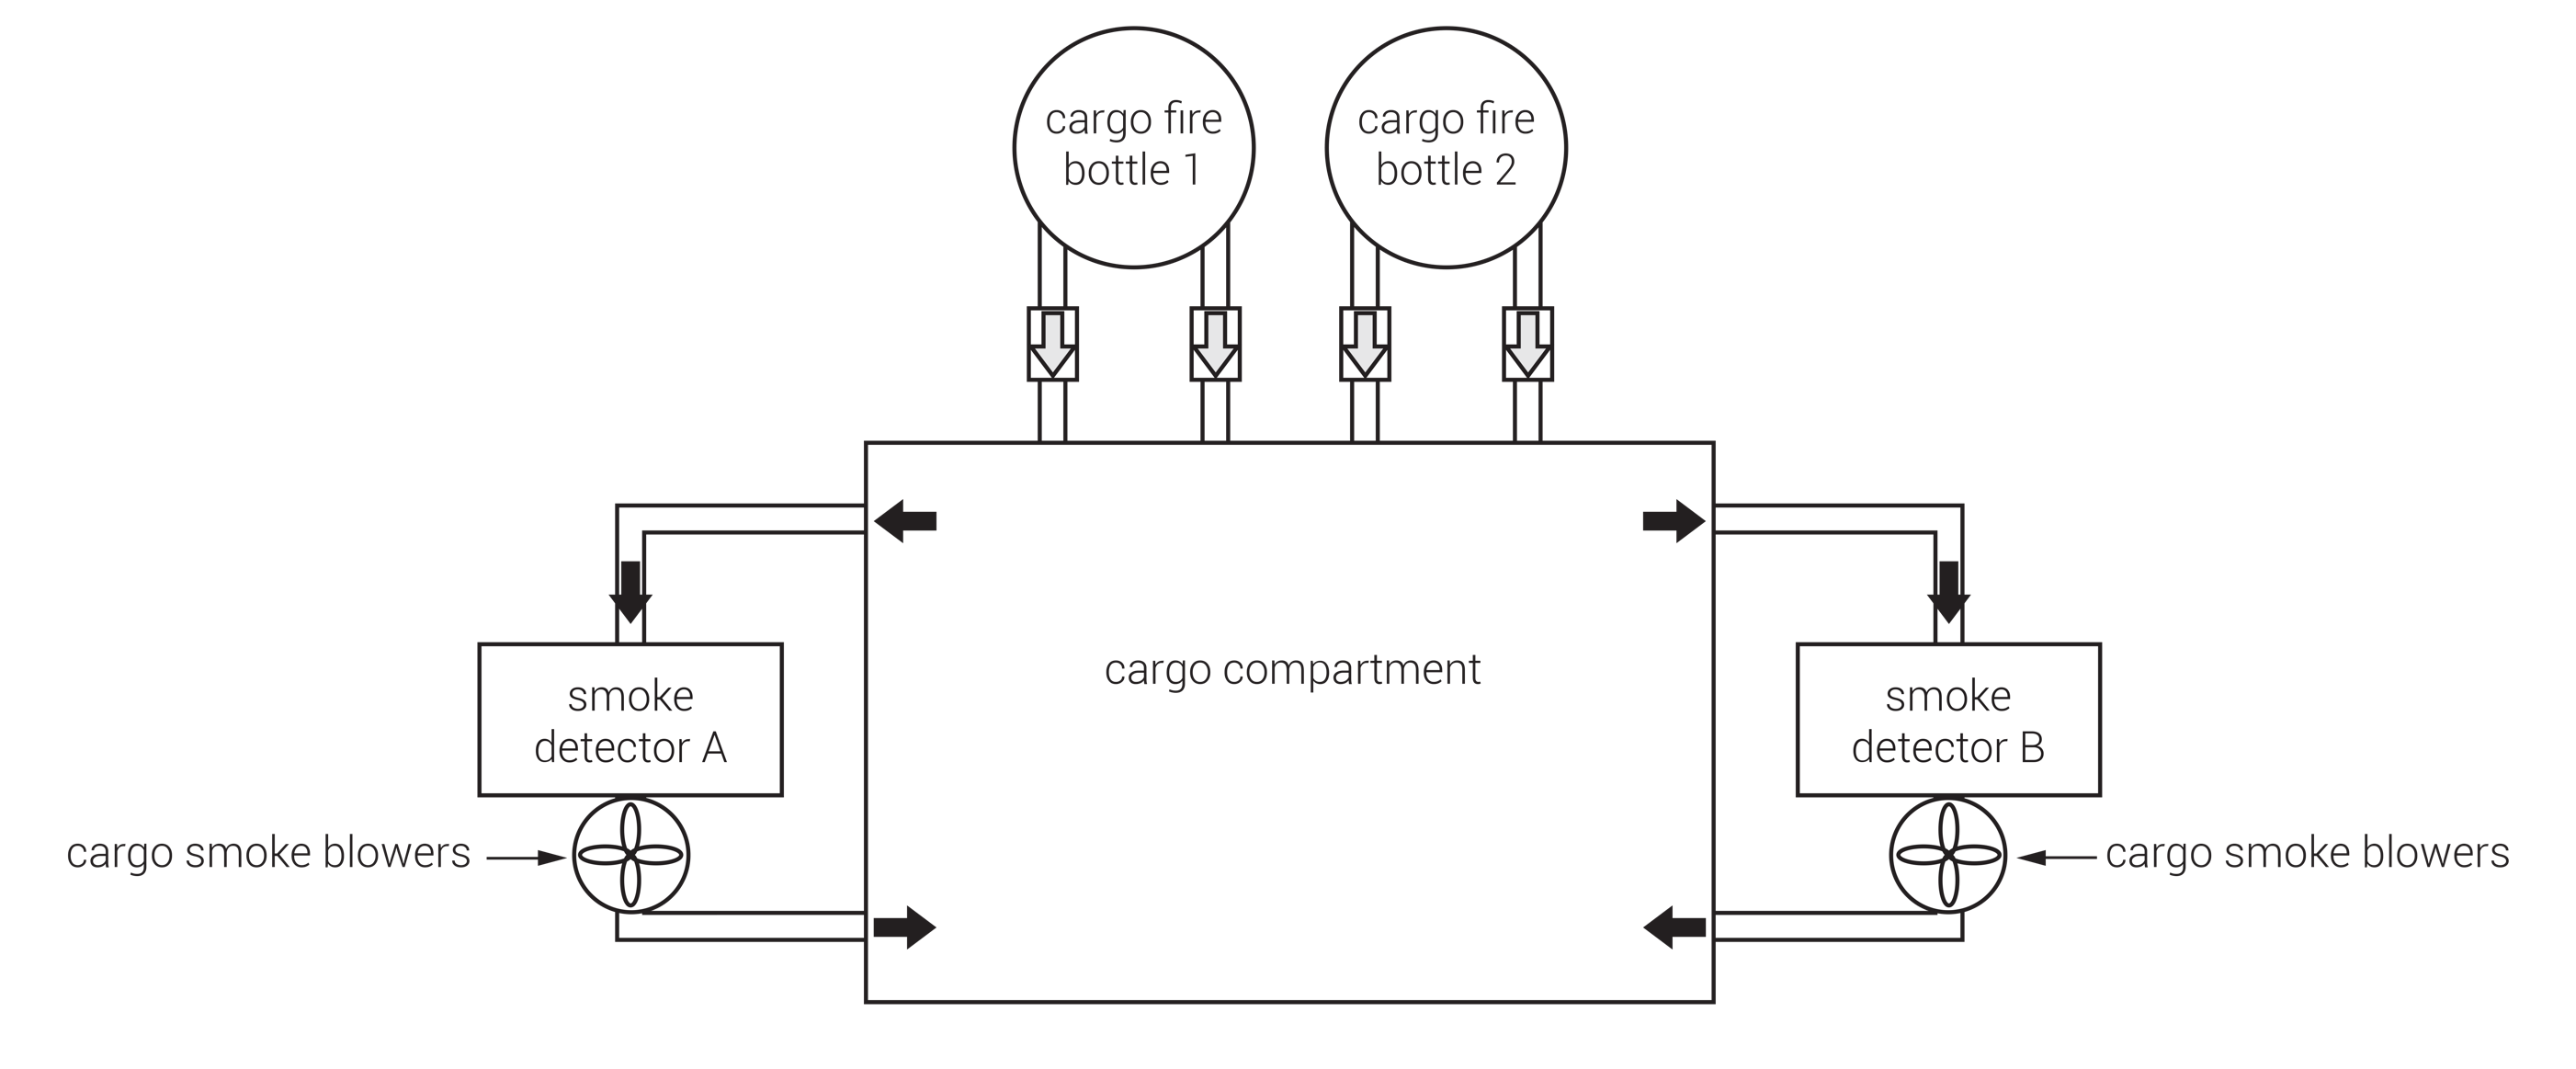 cargo fire
bottle 1
cargo fire
bottle 2
cargo compartment
smoke
detector A
smoke
detector B
cargo smoke blowers
cargo smoke blowers